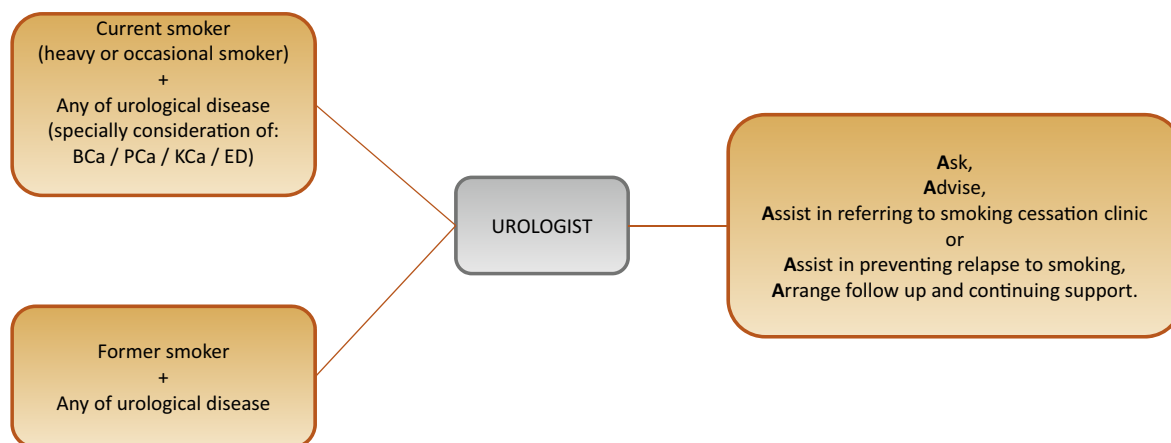 Current smoker
(heavy or occasional smoker)
+
Any of urological disease
(specially consideration of:
BCa / PCa / KCa / ED)
Former smoker
+
Any of urological disease
UROLOGIST
Ask,
Advise,
Assist in referring to smoking cessation clinic
or
Assist in preventing relapse to smoking,
Arrange follow up and continuing support.